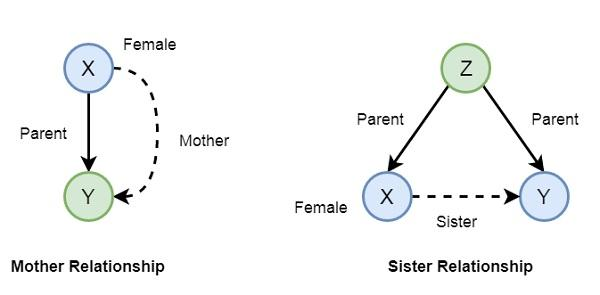 Female
X
Parent
Mother
Y
Mother Relationship
Z
Parent
Parent
Female
X
Sister
Y
Sister Relationship